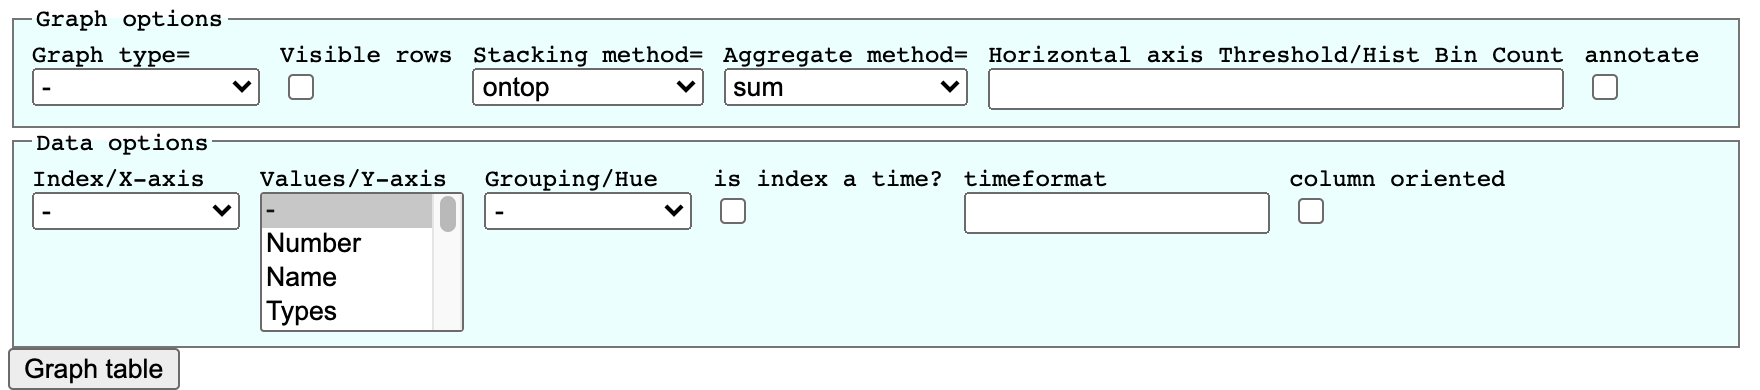 Graph options
Graph type= Visible rows Stacking method= Aggregate method= Horizontal axis Threshold/Hist Bin Count annotate
- ontop sum
Data options
Index/X-axis Values/Y-axis Grouping/Hue is index a time? timeformat column oriented
- - -
Number
Name
Types
Graph table